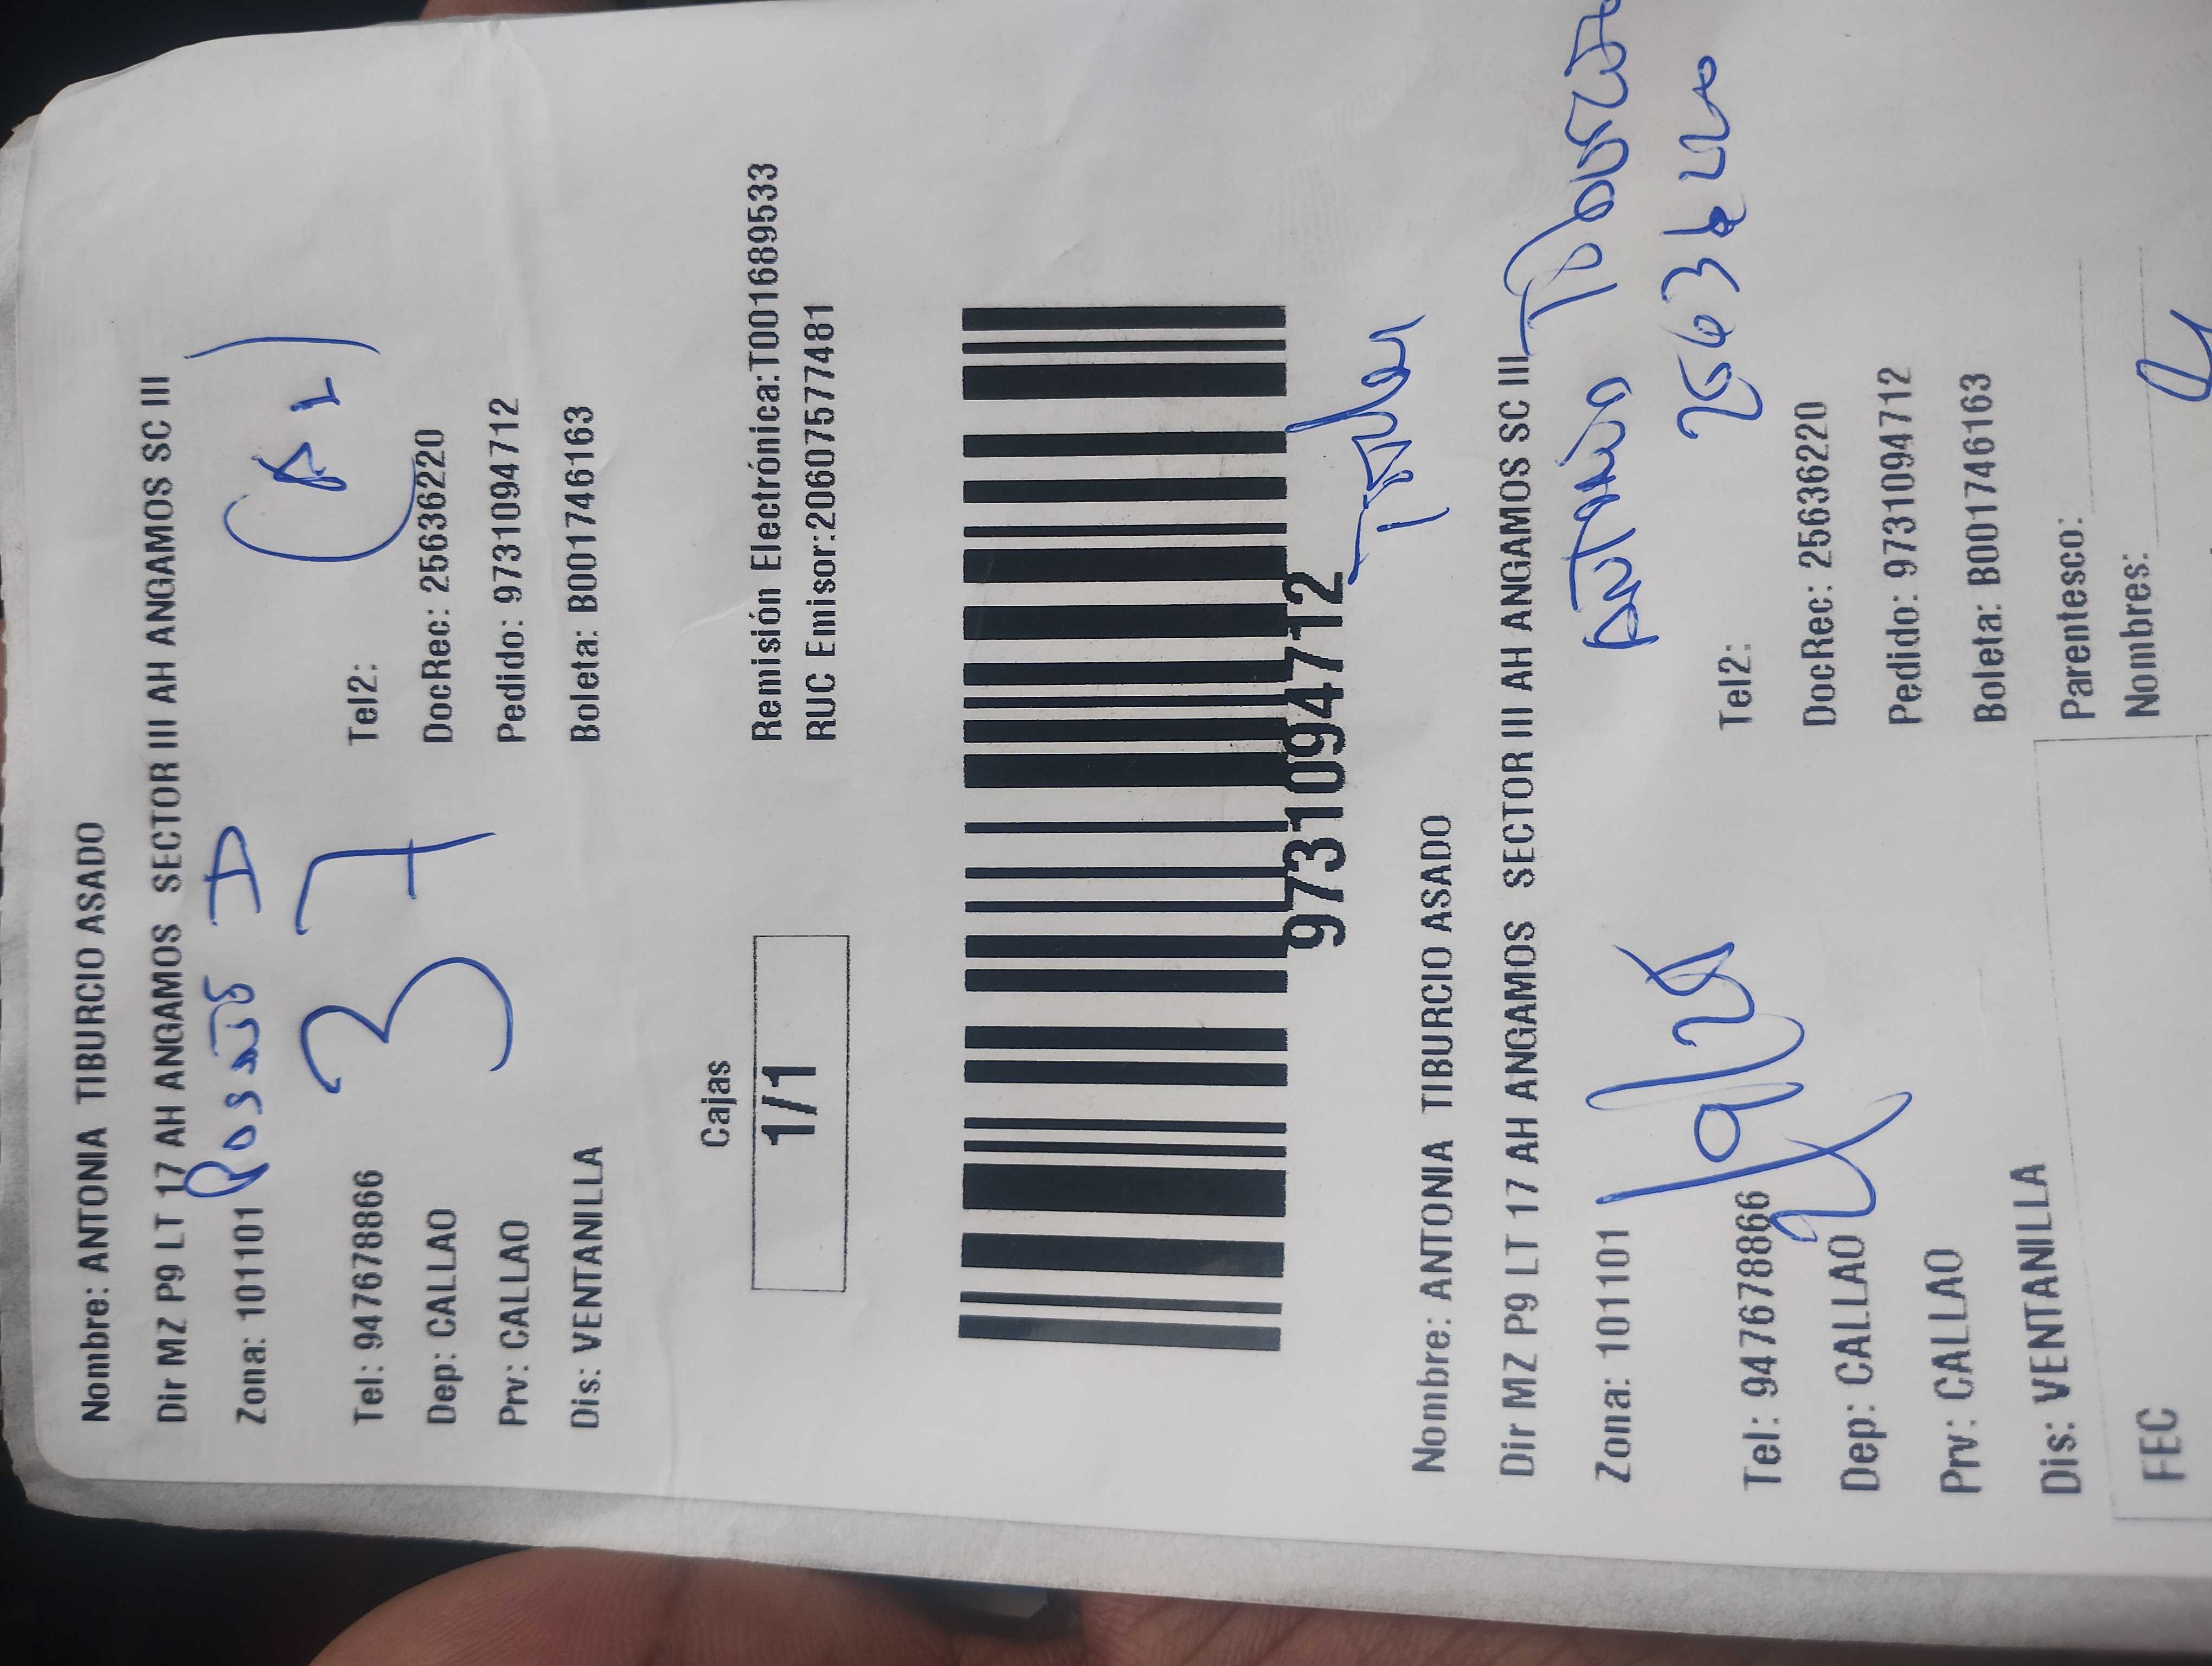 Nombre: ANTONIA TIBURCIO ASADO
Dir MZ P9 LT 17 AH ANGAMOS SECTOR III AH ANGAMOS SC III
Zona: 101101
37
Tel: 947678866 Tel2:
Dep: CALLAO DocRec: 25636220
Prv: CALLAO Pedido: 9731094712
Dis: VENTANILLA Boleta: B001746163
Cajas
1/1
Remisión Electrónica:T001689533
RUC Emisor:20607577481
9731094712
Nombre: ANTONIA TIBURCIO ASADO
Dir MZ P9 LT 17 AH ANGAMOS SECTOR III AH ANGAMOS SC III
Zona: 101101
Tel: 947678866 Tel2:
Dep: CALLAO DocRec: 25636220
Prv: CALLAO Pedido: 9731094712
Dis: VENTANILLA Boleta: B001746163
Parentesco:
Nombres:
FEC